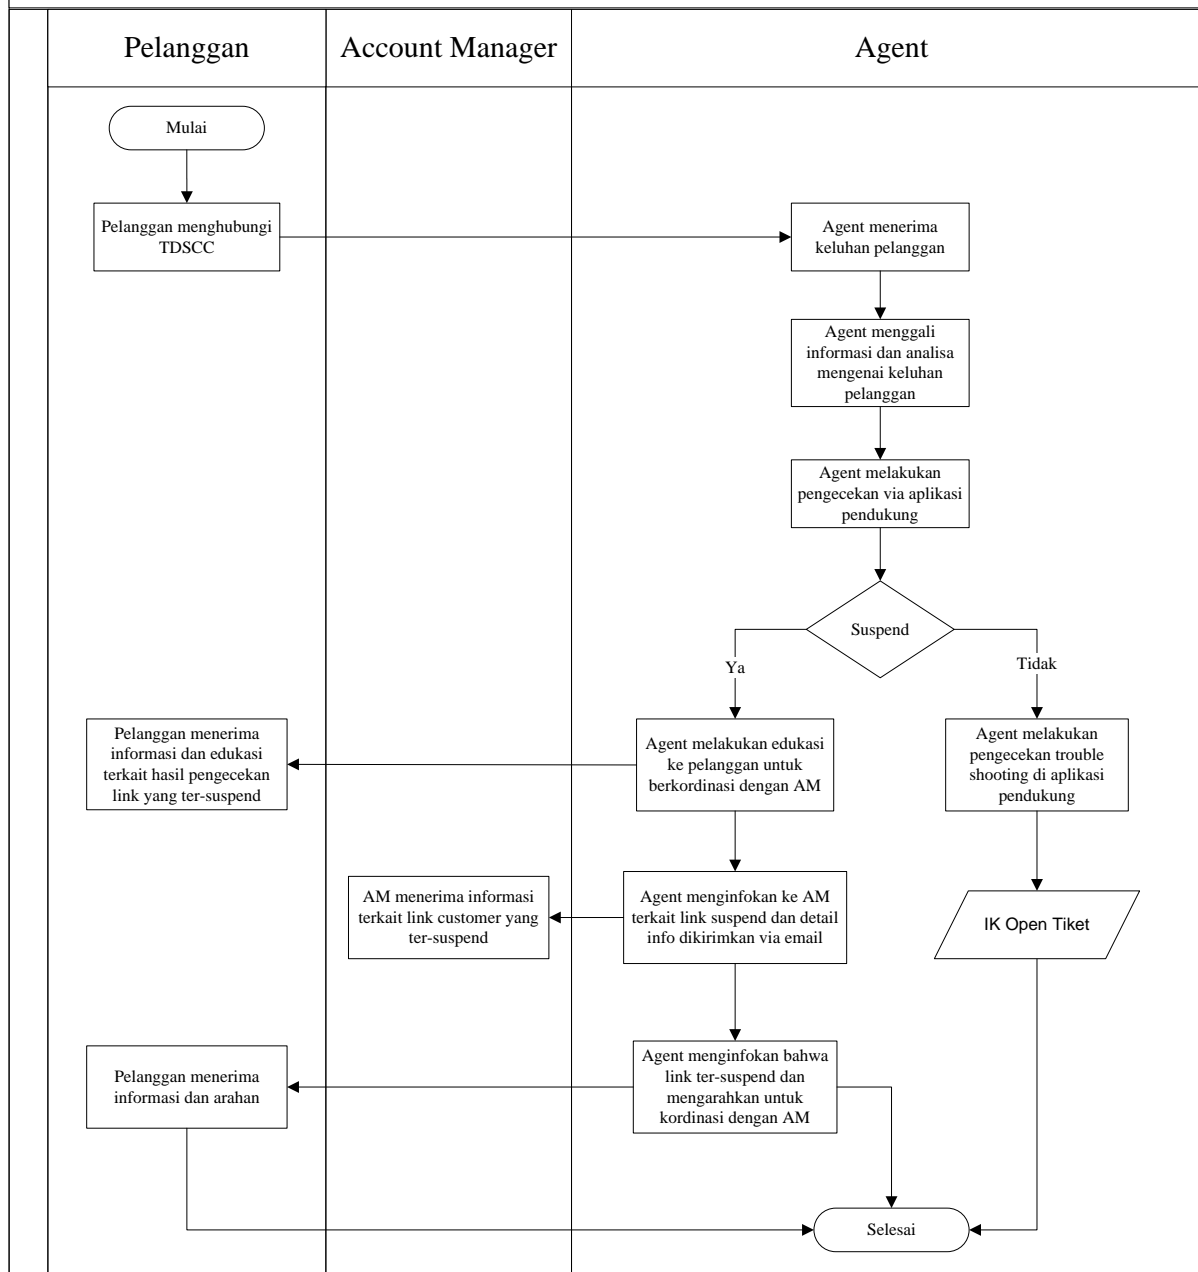 Pelanggan
Account Manager
Agent
Mulai
Pelanggan menghubungi
TDSCC
Agent menerima
keluhan pelanggan
Agent menggali
informasi dan analisa
mengenai keluhan
pelanggan
Agent melakukan
pengecekan via aplikasi
pendukung
Suspend
Ya
Tidak
Pelanggan menerima
informasi dan edukasi
terkait hasil pengecekan
link yang ter-suspend
Agent melakukan edukasi
ke pelanggan untuk
berkordinasi dengan AM
Agent melakukan
pengecekan trouble
shooting di aplikasi
pendukung
AM menerima informasi
terkait link customer yang
ter-suspend
Agent menginfokan ke AM
terkait link suspend dan detail
info dikirimkan via email
IK Open Tiket
Pelanggan menerima
informasi dan arahan
Agent menginfokan bahwa
link ter-suspend dan
mengarahkan untuk
kordinasi dengan AM
Selesai